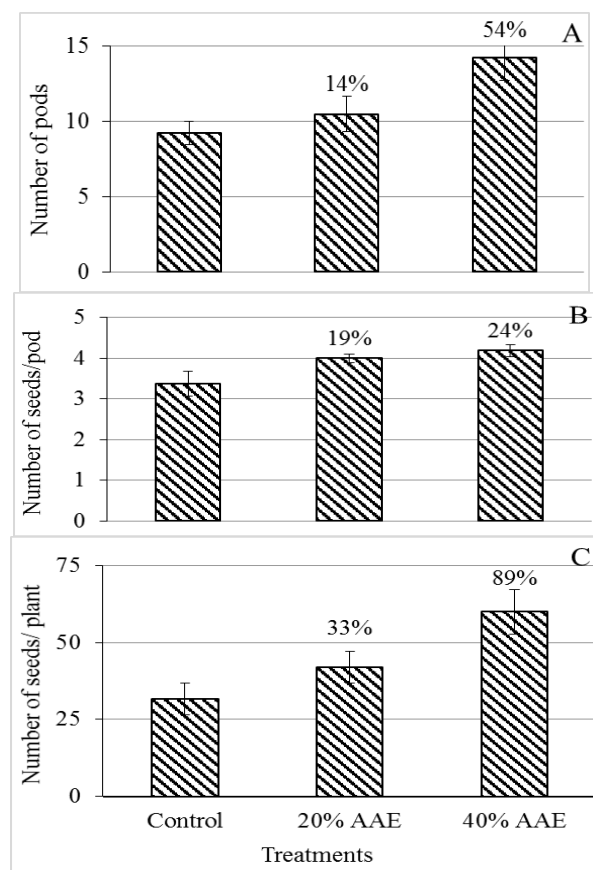 A
Number of pods
15
10
5
0
14%
54%
B
Number of seeds/pod
5
4
3
2
1
0
19%
24%
C
Number of seeds/ plant
75
50
25
0
33%
89%
Control 20% AAE 40% AAE
Treatments